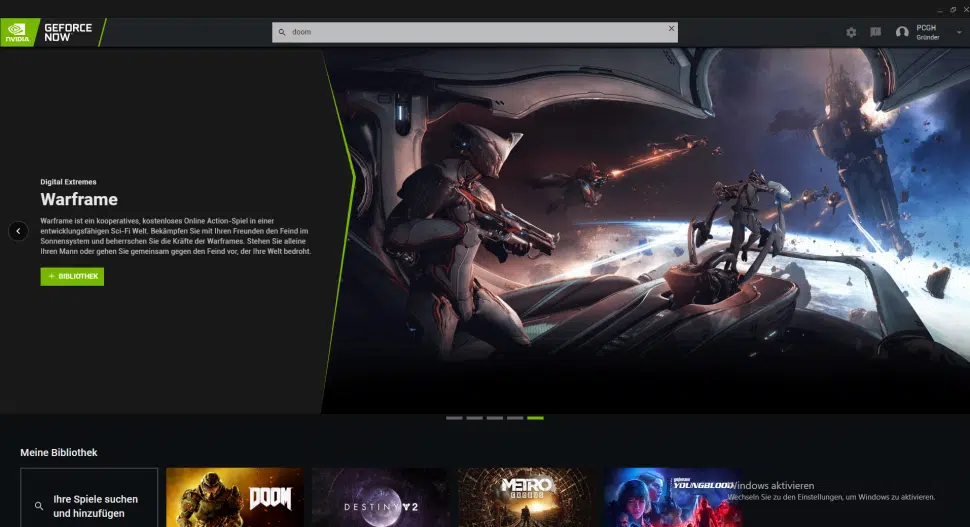 NVIDIA.
GEFORCE
NOW
doom
PCGH
Gründer
Digital Extremes
Warframe
Warframe ist ein kooperatives, kostenloses Online Action-Spiel in einer
entwicklungsfähigen Sci-Fi Welt. Bekämpfen Sie mit Ihren Freunden den Feind im
Sonnensystem und beherrschen Sie die Kräfte der Warframes. Stehen Sie alleine
Ihren Mann oder gehen Sie gemeinsam gegen den Feind vor, der Ihre Welt bedroht.
+ BIBLIOTHEK
Meine Bibliothek
Ihre Spiele suchen
und hinzufügen
DOOM
DESTINY 2
METRO
EXODUS
YOUNGBLOOD
Windows aktivieren
Wechseln Sie zu den Einstellungen, um Windows zu aktivieren.